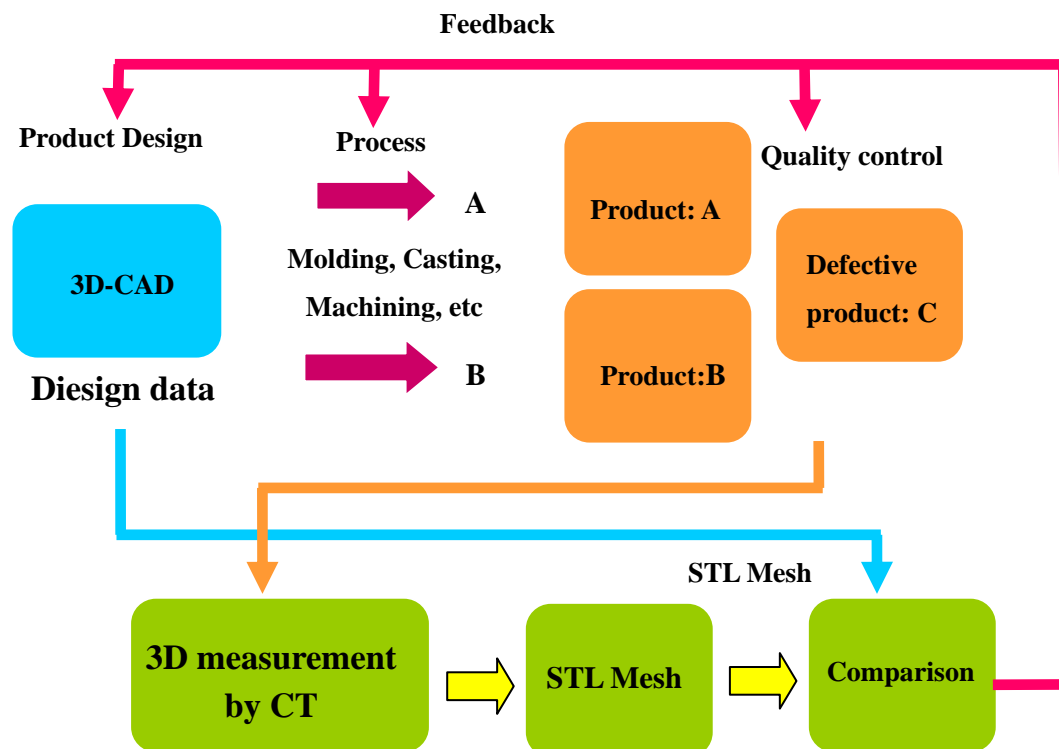 Feedback
Product Design
Process
Quality control
A
Product: A
3D-CAD
Molding, Casting,
Machining, etc
Defective
product: C
B
Product:B
Diesign data
STL Mesh
3D measurement
by CT
STL Mesh
Comparison